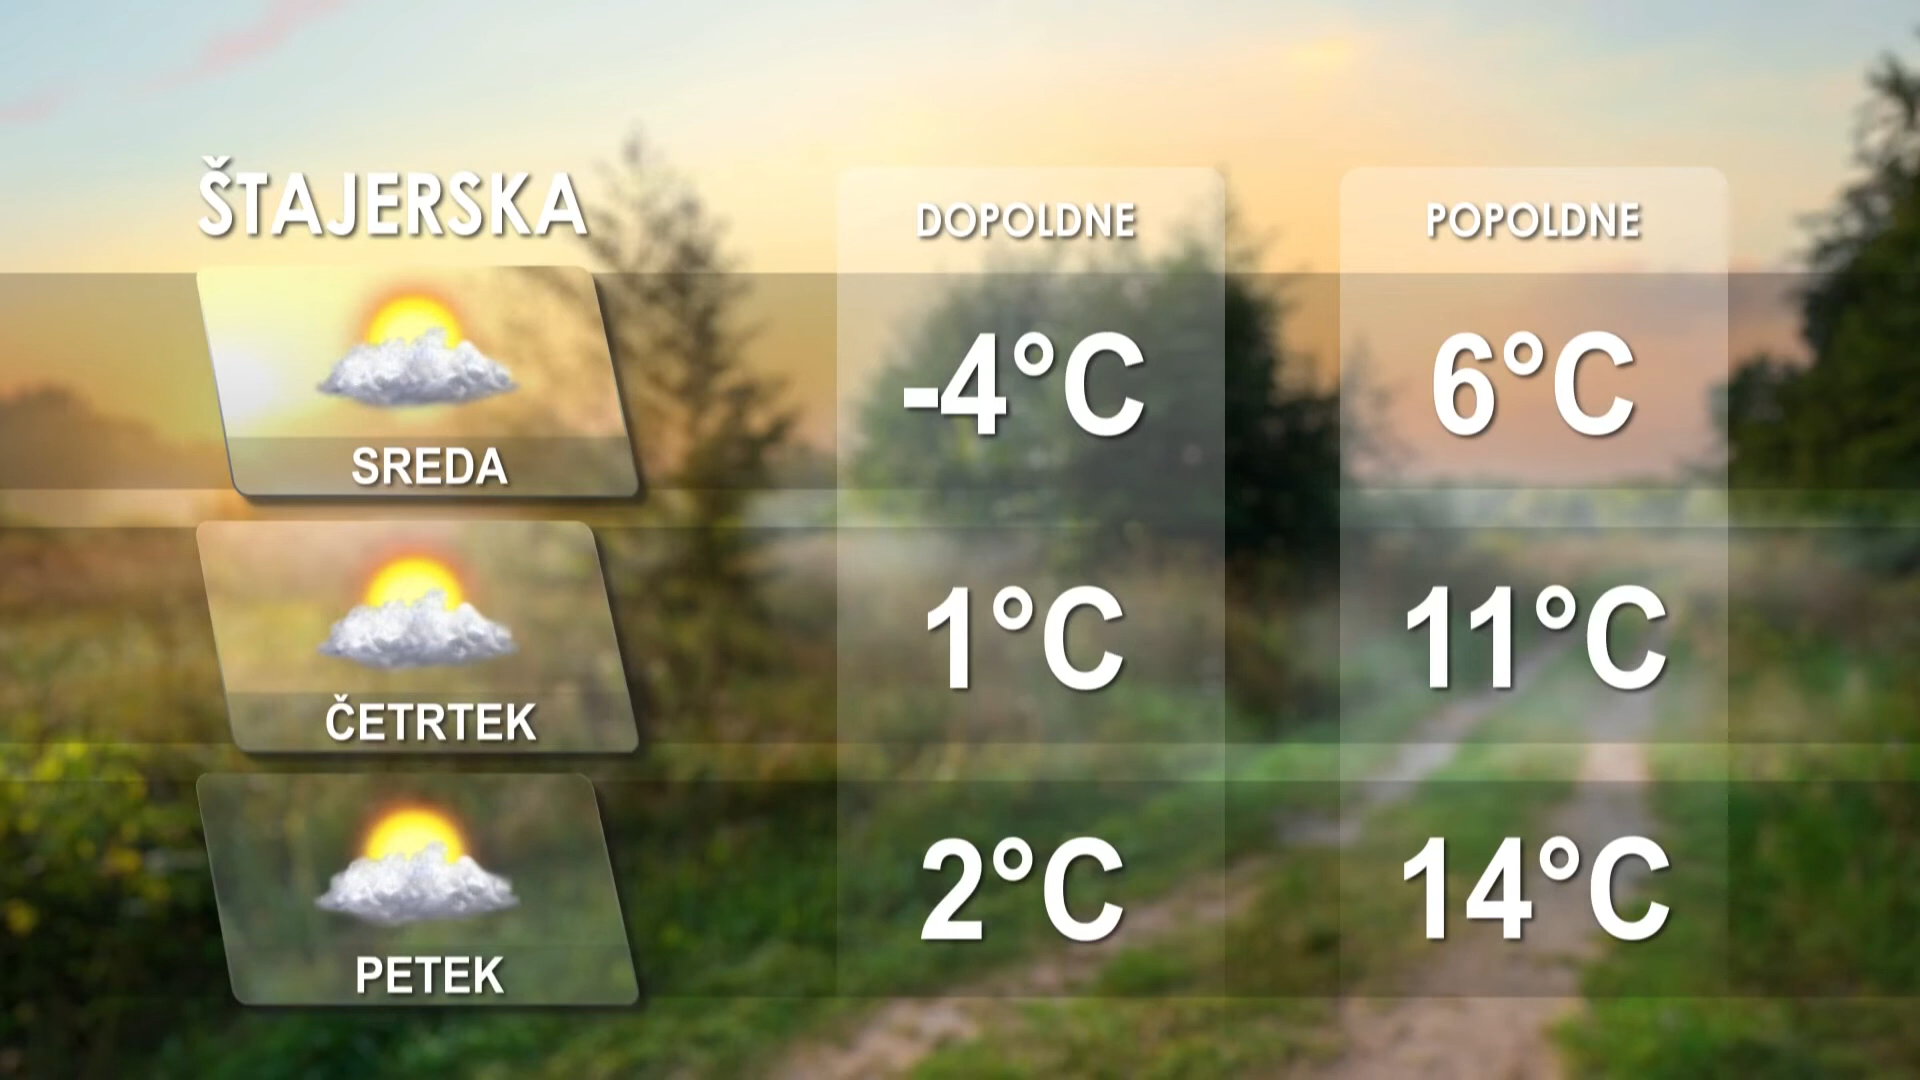 ŠTAJERSKA
DOPOLDNE
POPOLDNE
-4°C
6°C
SREDA
1°C
11°C
ČETRTEK
2°C
14°C
PETEK